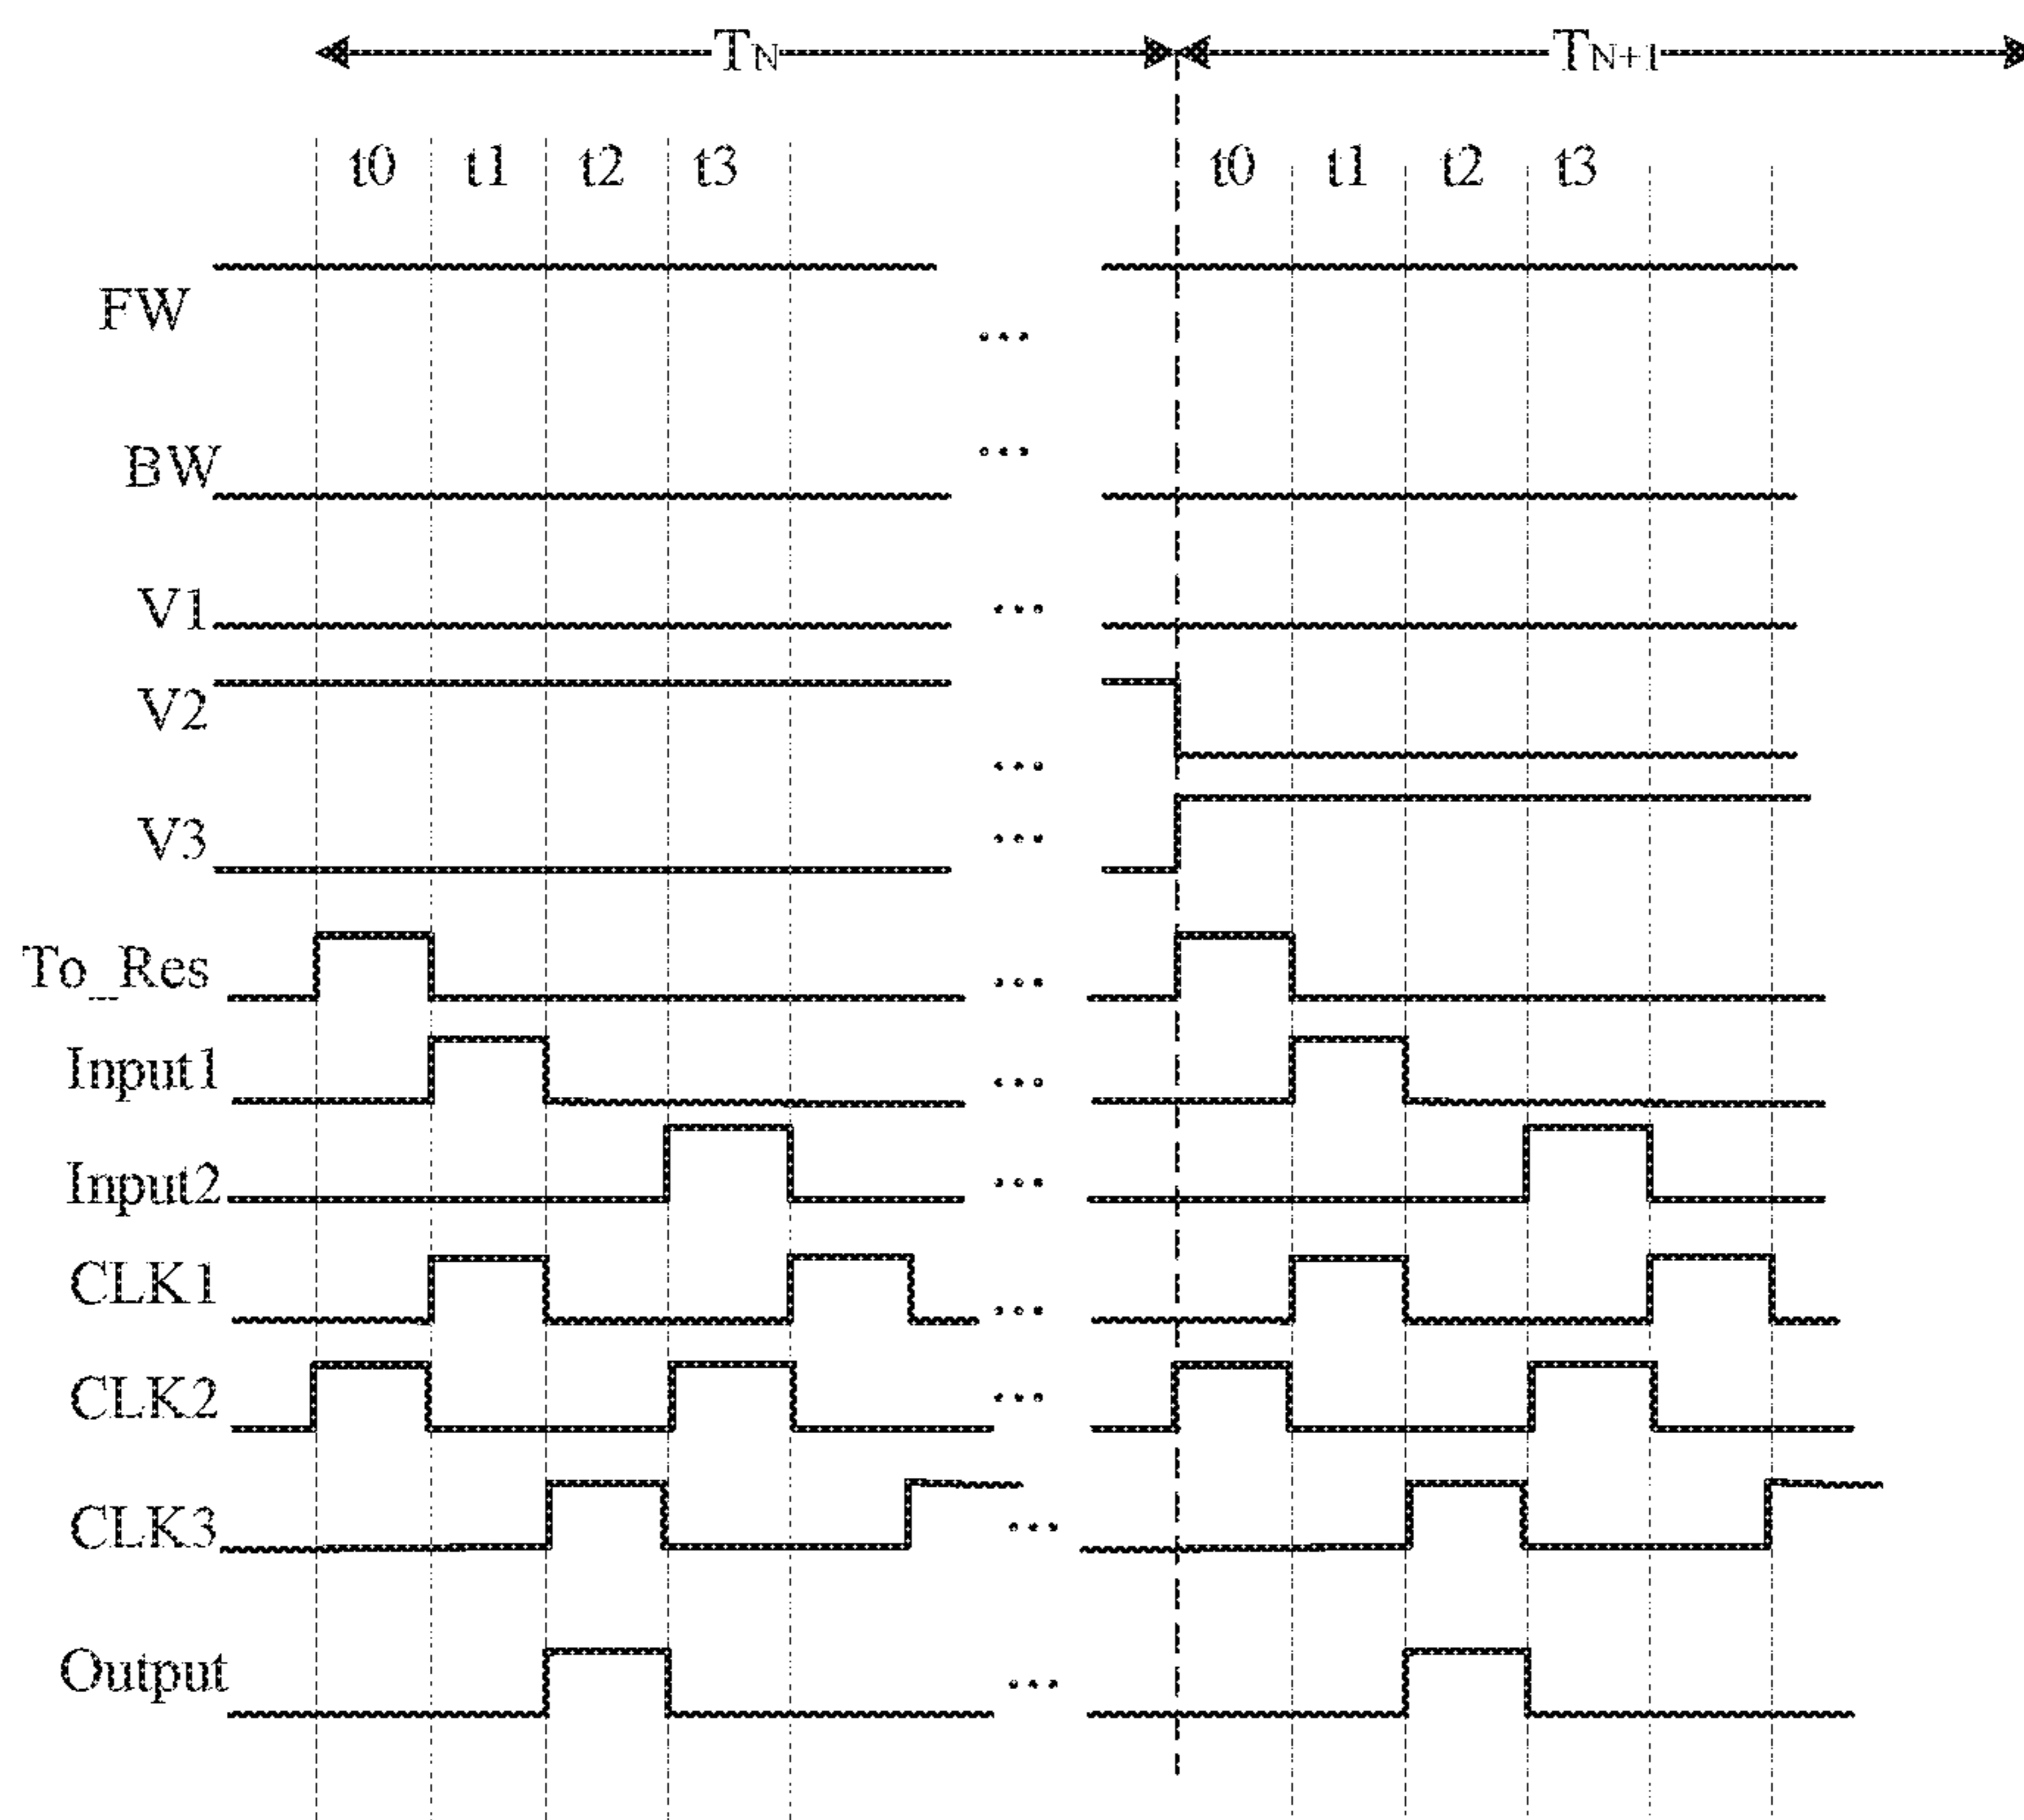 TN TN+1
t0 t1 t2 t3 t0 t1 t2 t3
FW
...
BW
...
V1
...
V2
...
V3
...
To_Res
...
Input1
...
Input2
...
CLK1
...
CLK2
...
CLK3
...
Output
...